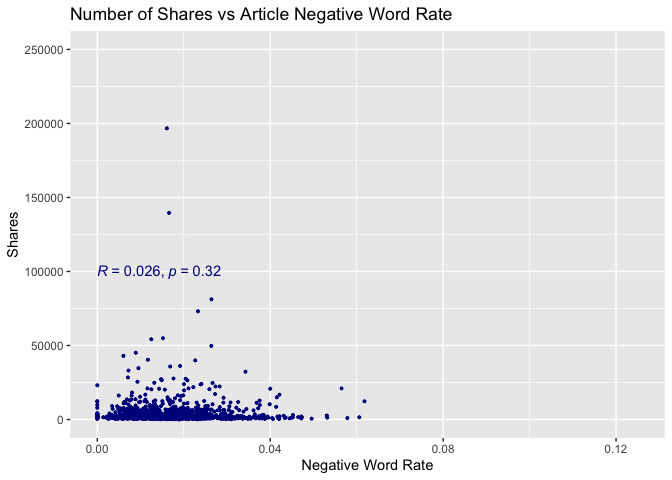 Number of Shares vs Article Negative Word Rate
250000
200000
150000
100000
50000
0
Shares
R = 0.026, p = 0.32
0.00 0.04 0.08 0.12
Negative Word Rate